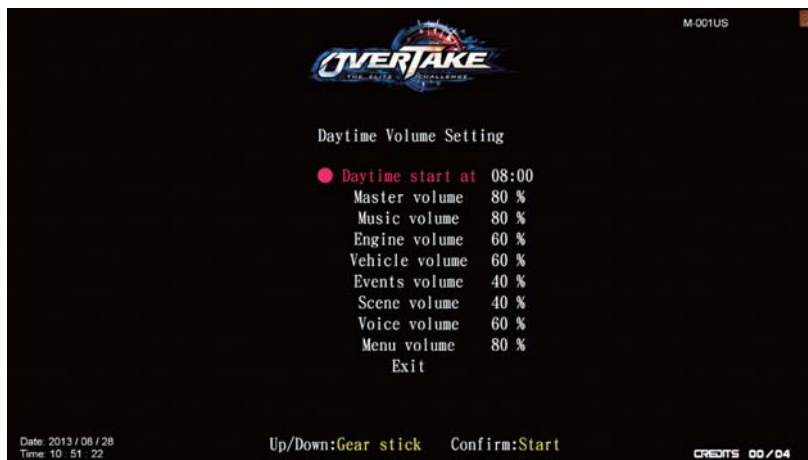 M-001US
OVERTAKE
THE ELITE CHALLENGE
Daytime Volume Setting
Daytime start at 08:00
Master volume 80 %
Music volume 80 %
Engine volume 60 %
Vehicle volume 60 %
Events volume 40 %
Scene volume 40 %
Voice volume 60 %
Menu volume 80 %
Exit
Date: 2013 / 08 / 28
Up/Down:Gear stick Confirm:Start
Time: 10 : 51 : 22
CREDITS 00/04